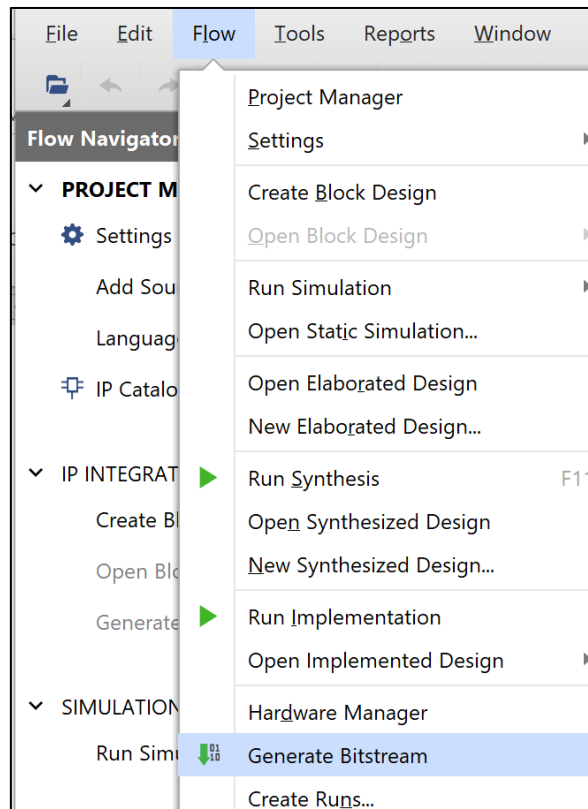 File Edit Flow Tools Reports Window
Flow Navigator
PROJECT M
Settings
Add Sou
Languag
IP Catalo
IP INTEGRAT
Create Bl
Open Blo
Generate
SIMULATION
Run Simu
Project Manager
Settings
Create Block Design
Open Block Design
Run Simulation
Open Static Simulation...
Open Elaborated Design
New Elaborated Design...
Run Synthesis F11
Open Synthesized Design
New Synthesized Design...
Run Implementation
Open Implemented Design
Hardware Manager
Generate Bitstream
Create Runs...